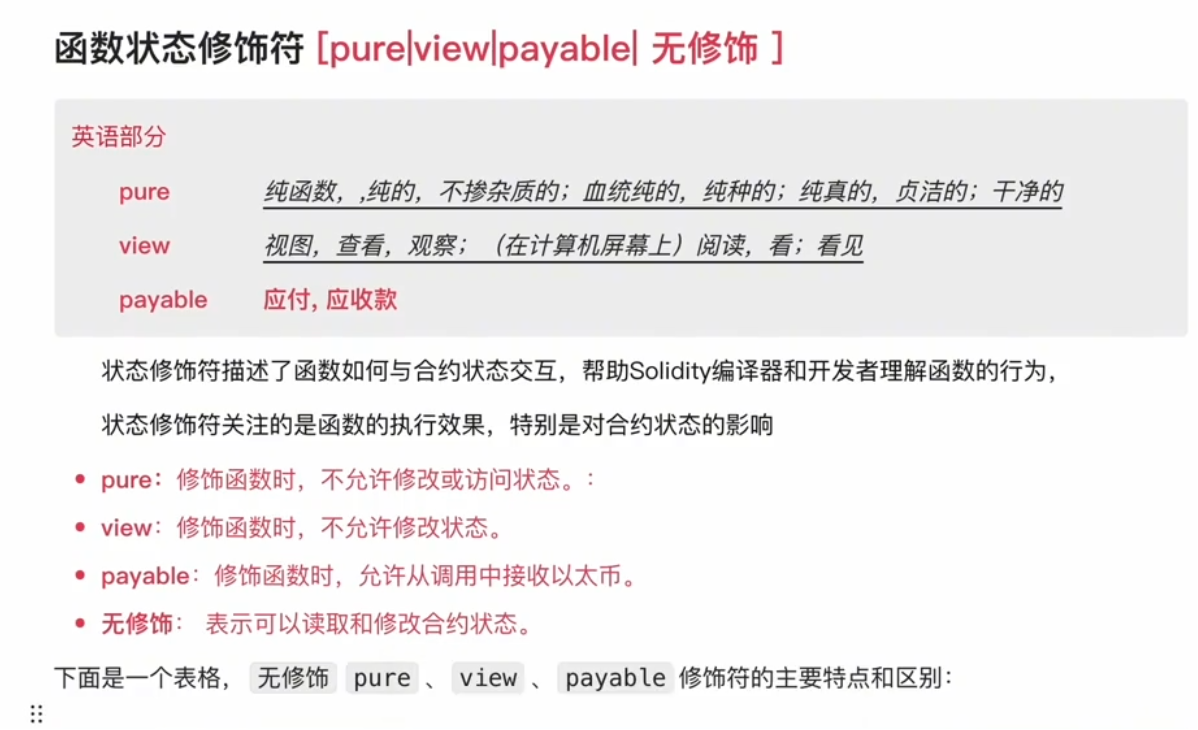 函数状态修饰符 [pure|view|payable| 无修饰 ]
英语部分
pure 纯函数，,纯的，不掺杂质的；血统纯的，纯种的；纯真的，贞洁的；干净的
view 视图，查看，观察；（在计算机屏幕上）阅读，看；看见
payable 应付, 应收款
状态修饰符描述了函数如何与合约状态交互，帮助Solidity编译器和开发者理解函数的行为，
状态修饰符关注的是函数的执行效果，特别是对合约状态的影响
• pure：修饰函数时，不允许修改或访问状态。：
• view：修饰函数时，不允许修改状态。
• payable：修饰函数时，允许从调用中接收以太币。
• 无修饰： 表示可以读取和修改合约状态。
下面是一个表格， 无修饰 pure 、 view 、 payable 修饰符的主要特点和区别：